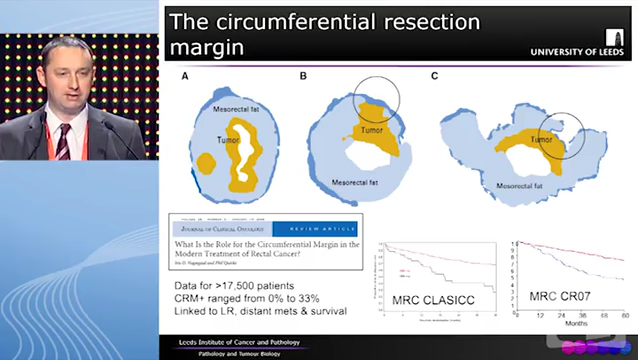 The circumferential resection
margin
UNIVERSITY OF LEEDS
A
B
C
Mesorectal fat
Tumor
Tumor
Mesorectal fat
Tumor
Mesorectal fat
JOURNAL OF CLINICAL ONCOLOGY
REVIEW ARTICLE
What Is the Role for the Circumferential Margin in the
Modern Treatment of Rectal Cancer?
Data for >17,500 patients
CRM+ ranged from 0% to 33%
Linked to LR, distant mets & survival
MRC CLASICC
MRC CR07
0 12 24 36 48 60
Months
Leeds Institute of Cancer and Pathology
Pathology and Tumour Biology